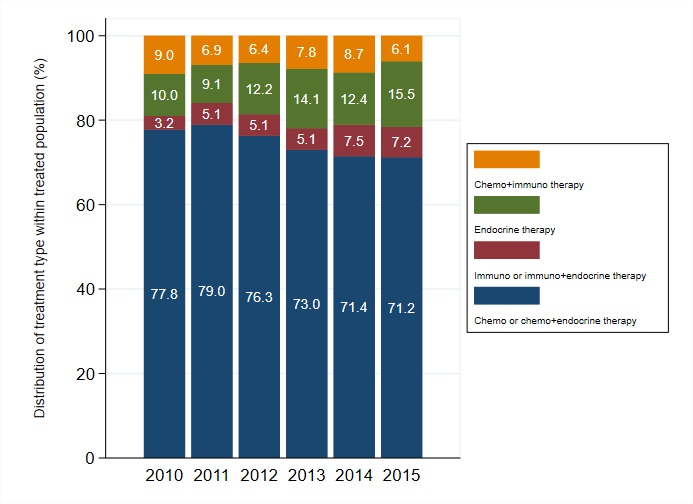 Distribution of treatment type within treated population (%)
100
80
60
40
20
0
9.0 6.9 6.4 7.8 8.7 6.1
10.0 9.1 12.2 14.1 12.4 15.5
3.2 5.1 5.1 5.1 7.5 7.2
77.8 79.0 76.3 73.0 71.4 71.2
2010 2011 2012 2013 2014 2015
Chemo+immuno therapy
Endocrine therapy
Immuno or immuno+endocrine therapy
Chemo or chemo+endocrine therapy